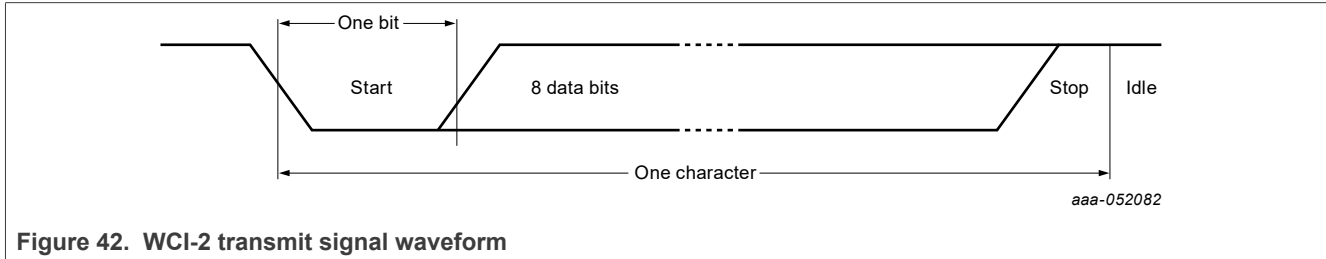 One bit
Start
8 data bits
Stop
Idle
One character
aaa-052082
Figure 42. WCI-2 transmit signal waveform